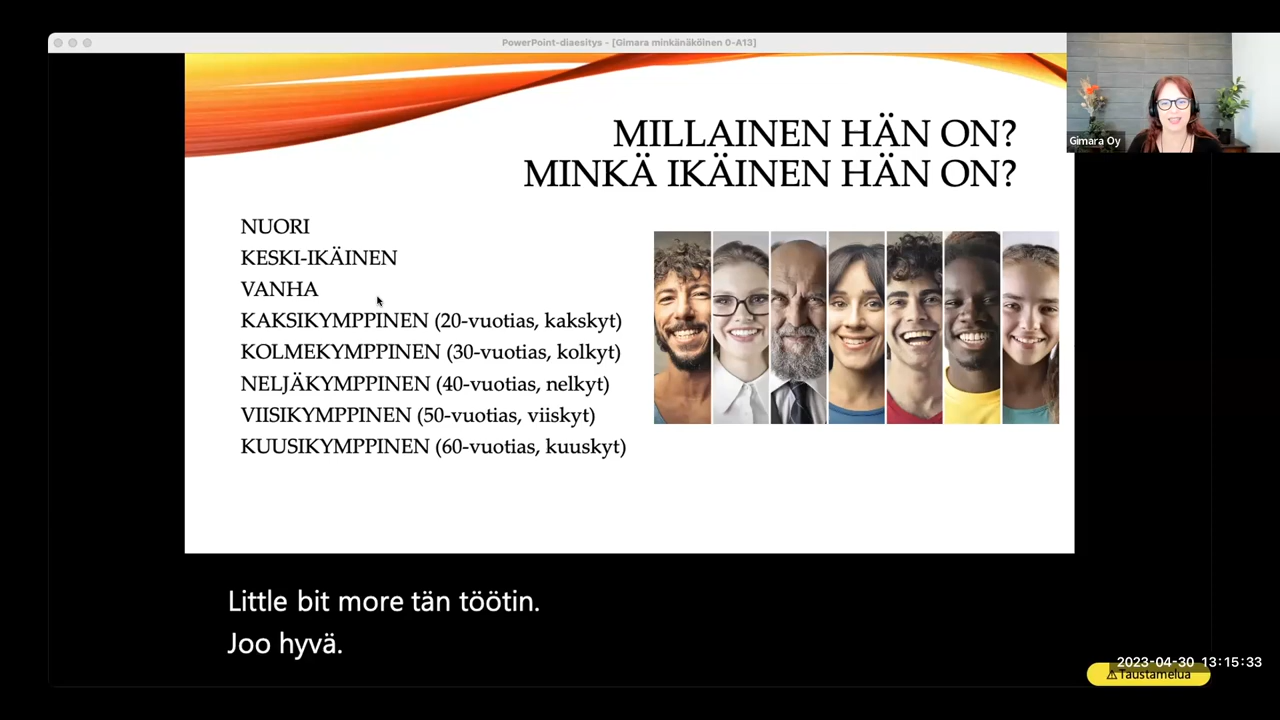 PowerPoint-diaesitys - [Gimara minkänäköinen 0-A13]
MILLAINEN HÄN ON?
MINKÄ IKÄINEN HÄN ON?
Gimara Oy
NUORI
KESKI-IKÄINEN
VANHA
KAKSIKYMPPINEN (20-vuotias, kakskyt)
KOLMEKYMPPINEN (30-vuotias, kolkyt)
NELJÄKYMPPINEN (40-vuotias, nelkyt)
VIISIKYMPPINEN (50-vuotias, viiskyt)
KUUSIKYMPPINEN (60-vuotias, kuuskyt)
Little bit more tän töötin.
Joo hyvä.
2023-04-30 13:15:33
⚠Taustamelua